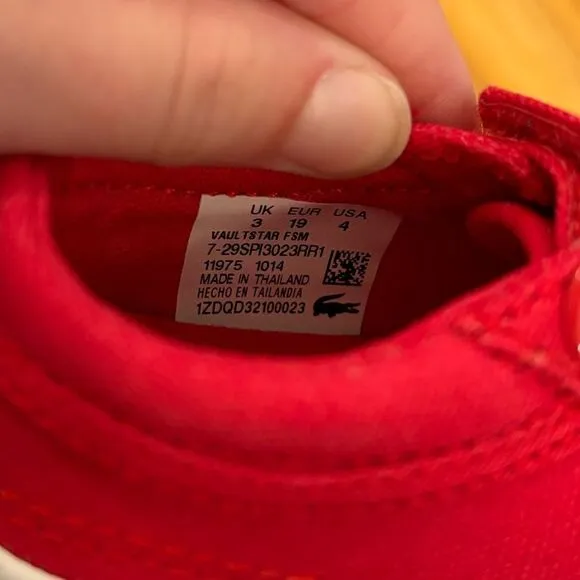 UK EUR USA
3 19 4
VAULTSTAR FSM
7-29SPI3023RR1
11975 1014
MADE IN THAILAND
HECHO EN TAILANDIA
1ZDQD32100023